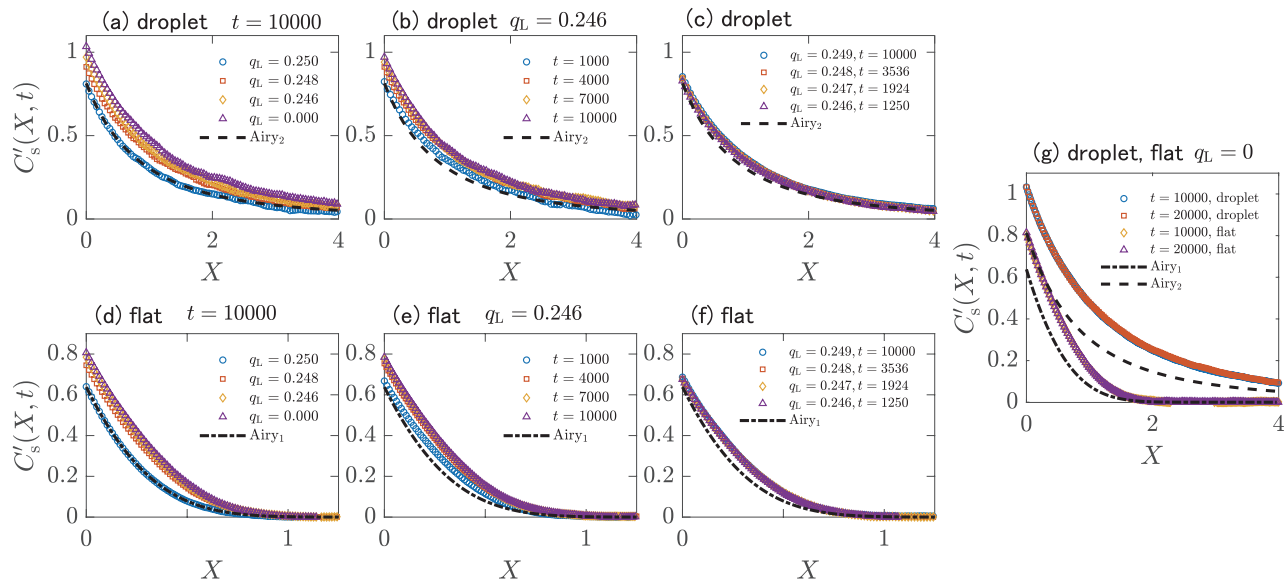 (a) droplet t = 10000
C′s(X, t)
1
0.5
0
qL = 0.250
qL = 0.248
qL = 0.246
qL = 0.000
Airy2
0 2 4
X
(b) droplet qL = 0.246
1
0.5
0
t = 1000
t = 4000
t = 7000
t = 10000
Airy2
0 2 4
X
(c) droplet
1
0.5
0
qL = 0.249, t = 10000
qL = 0.248, t = 3536
qL = 0.247, t = 1924
qL = 0.246, t = 1250
Airy2
0 2 4
X
(d) flat t = 10000
C′s(X, t)
0.8
0.6
0.4
0.2
0
qL = 0.250
qL = 0.248
qL = 0.246
qL = 0.000
Airy1
0 1
X
(e) flat qL = 0.246
0.8
0.6
0.4
0.2
0
t = 1000
t = 4000
t = 7000
t = 10000
Airy1
0 1
X
(f) flat
0.8
0.6
0.4
0.2
0
qL = 0.249, t = 10000
qL = 0.248, t = 3536
qL = 0.247, t = 1924
qL = 0.246, t = 1250
Airy1
0 1
X
(g) droplet, flat qL = 0
C′s(X, t)
1
0.8
0.6
0.4
0.2
0
t = 10000, droplet
t = 20000, droplet
t = 10000, flat
t = 20000, flat
Airy1
Airy2
0 2 4
X